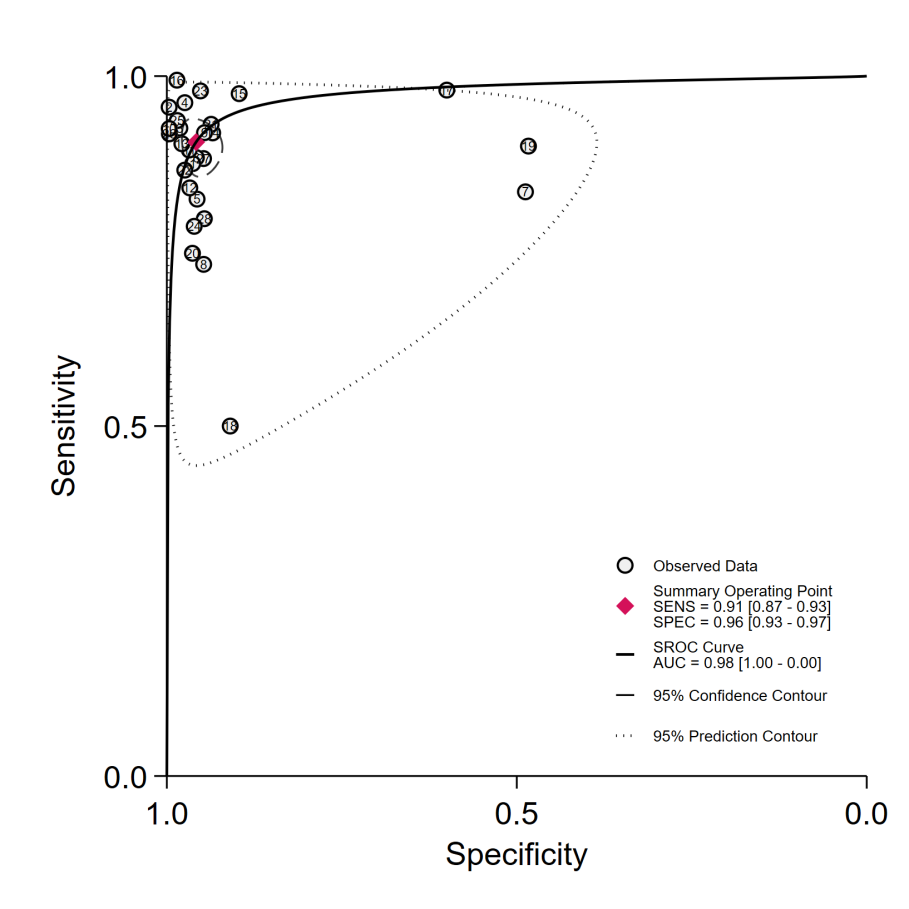 1.0
16
23
15
17
4
2
25
19
7
12
5
28
24
20
8
0.5
18
Sensitivity
Observed Data
Summary Operating Point
SENS = 0.91 [0.87 - 0.93]
SPEC = 0.96 [0.93 - 0.97]
SROC Curve
AUC = 0.98 [1.00 - 0.00]
95% Confidence Contour
95% Prediction Contour
0.0
1.0
0.5
0.0
Specificity